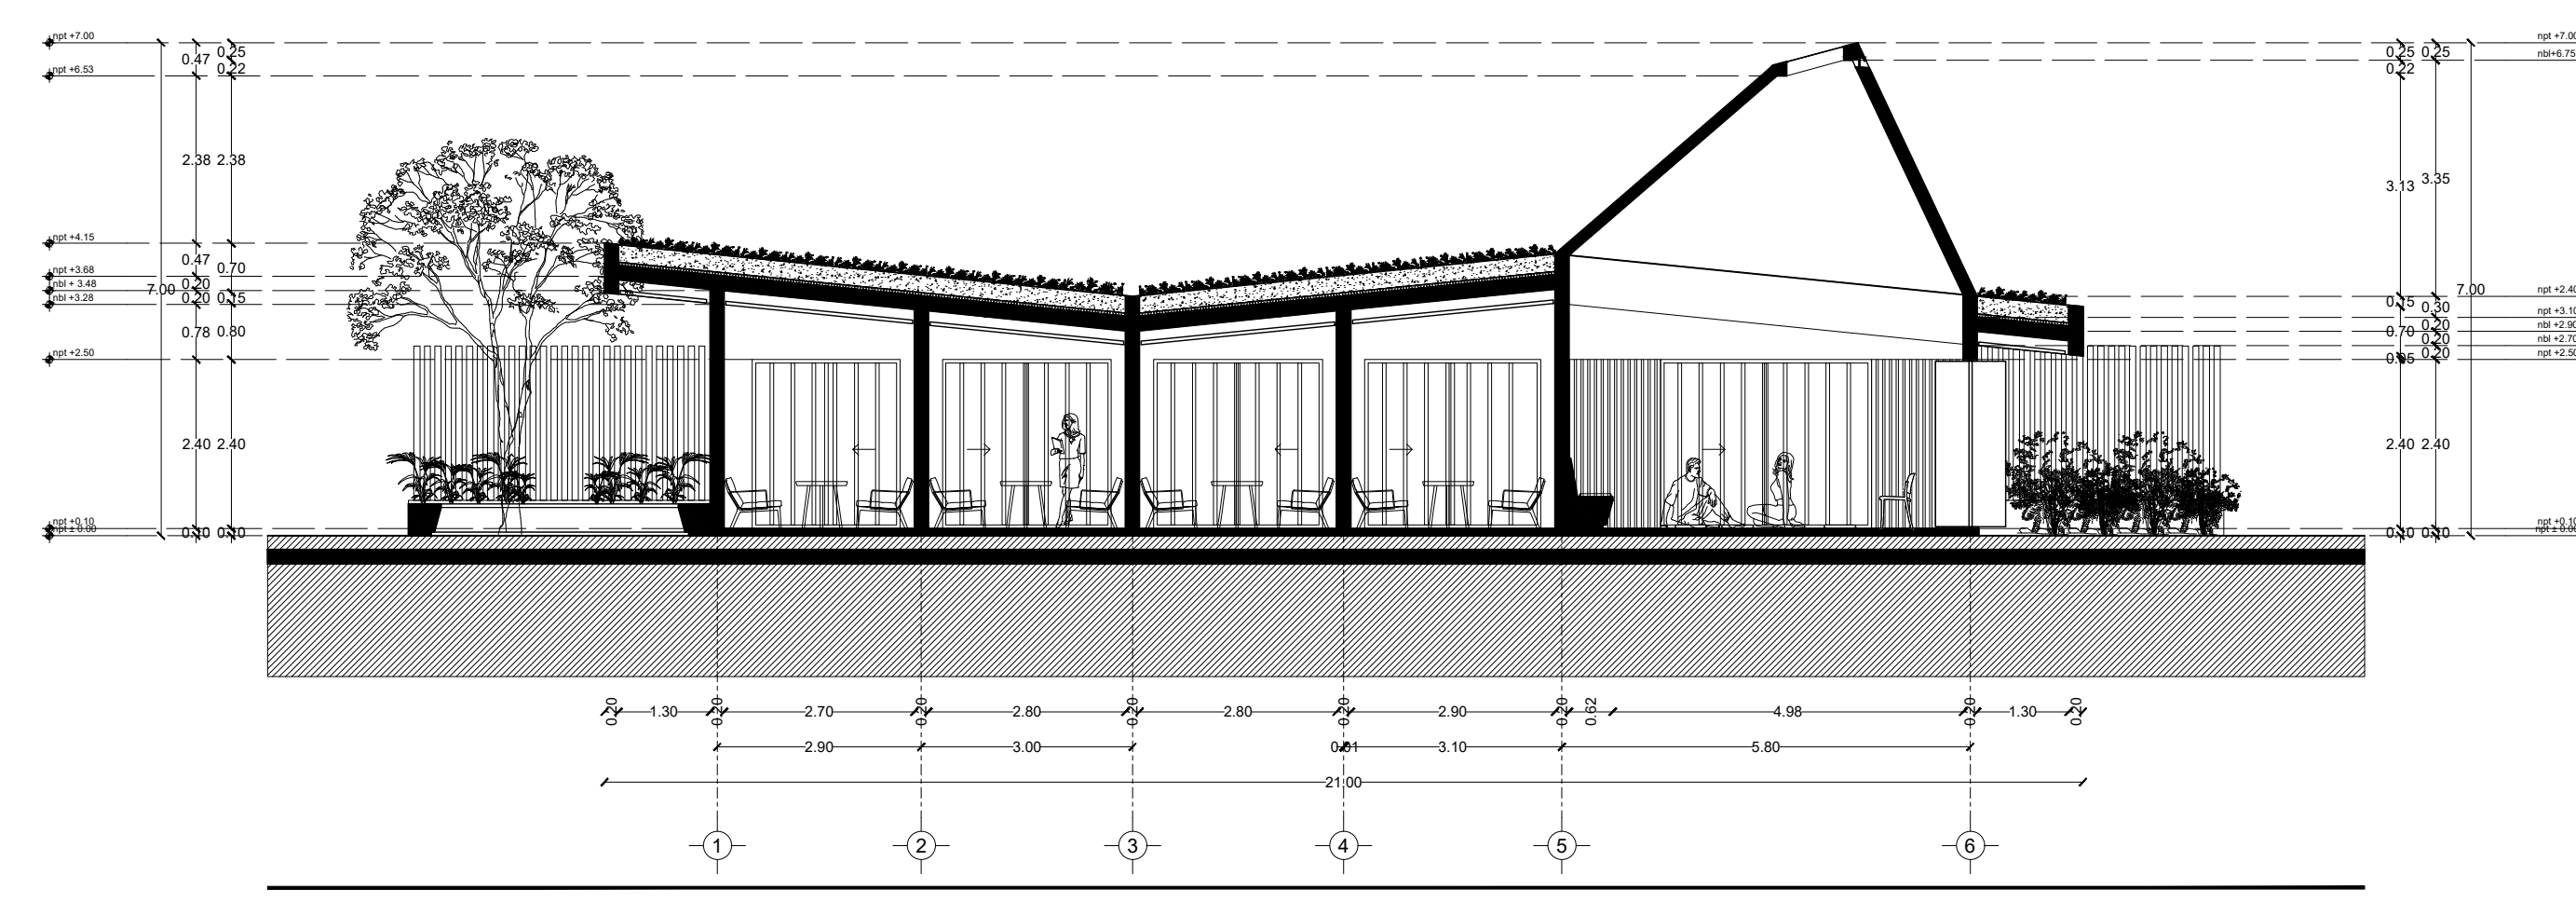 npt +7.00
npt +6.53
npt +4.15
npt +3.68
nbl + 3.48
nbl +3.28
npt +2.50
npt +0.10
npt ± 0.00
7.00
0.47
2.38
0.47
0.20
0.20
0.78
2.40
0.10
0.25
0.22
2.38
0.70
0.15
0.80
2.40
0.10
0.25
0.22
3.13
0.15
0.70
0.05
2.40
0.10
0.25
3.35
0.30
0.20
0.20
0.20
2.40
0.10
7.00
npt +7.00
nbl+6.75
npt +2.40
npt +3.10
nbl +2.90
nbl +2.70
npt +2.50
npt +0.10
npt ± 0.00
0.20 1.30 0.20 2.70 0.20 2.80 0.20 2.80 0.20 2.90 0.20 0.62 4.98 0.20 1.30 0.20
2.90 3.00 0.01 3.10 5.80
21.00
1 2 3 4 5 6